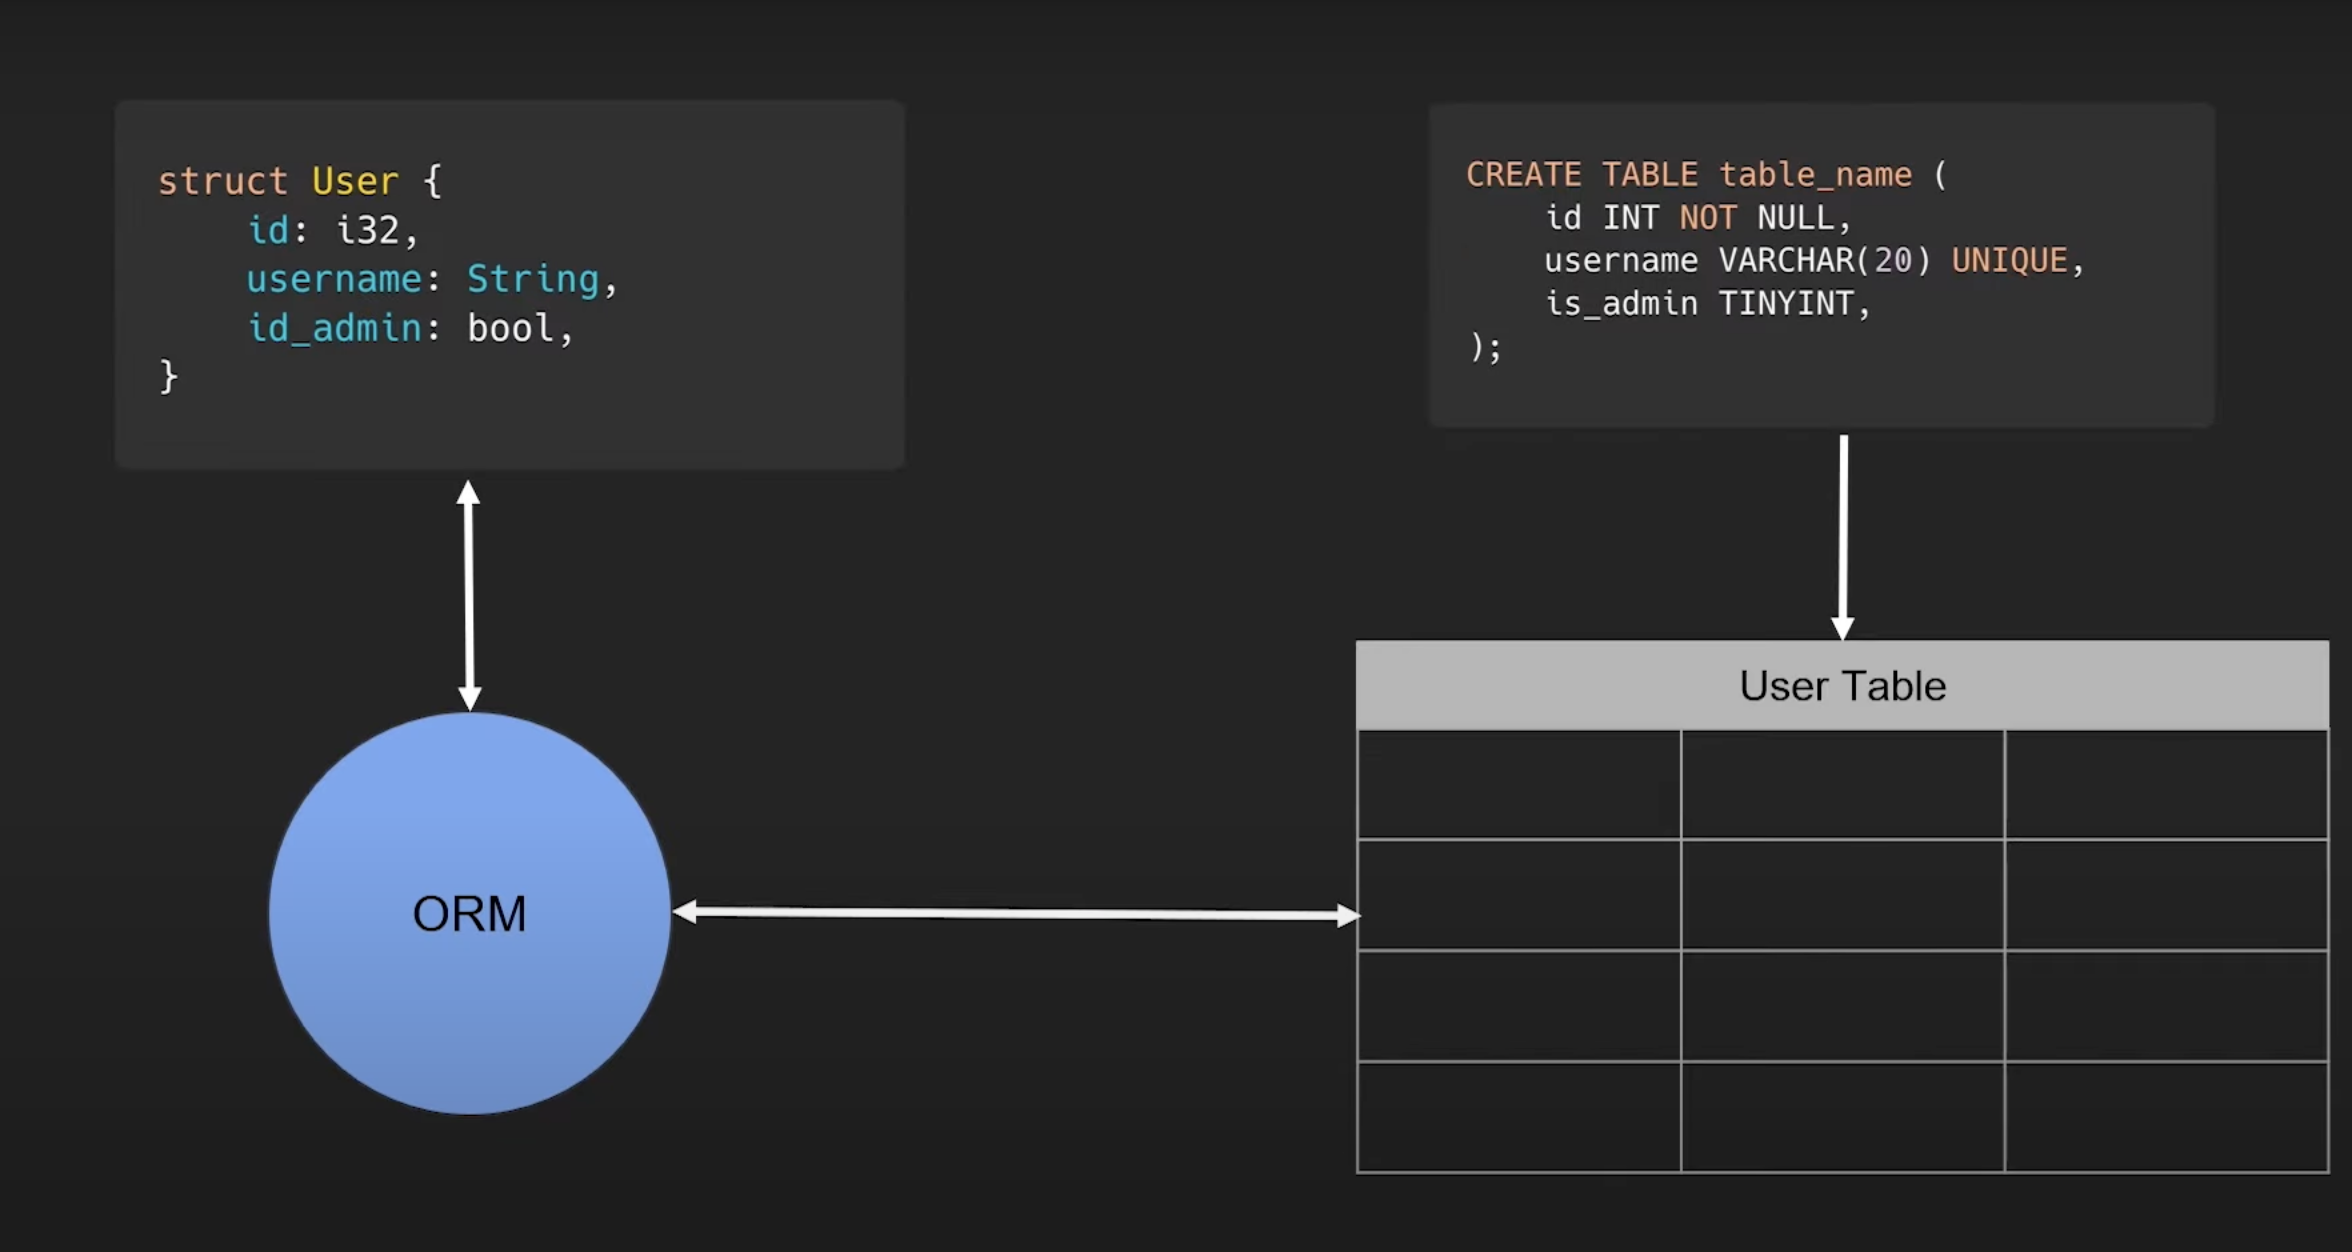 struct User {
    id: i32,
    username: String,
    id_admin: bool,
}
CREATE TABLE table_name (
    id INT NOT NULL,
    username VARCHAR(20) UNIQUE,
    is_admin TINYINT,
);
User Table
ORM